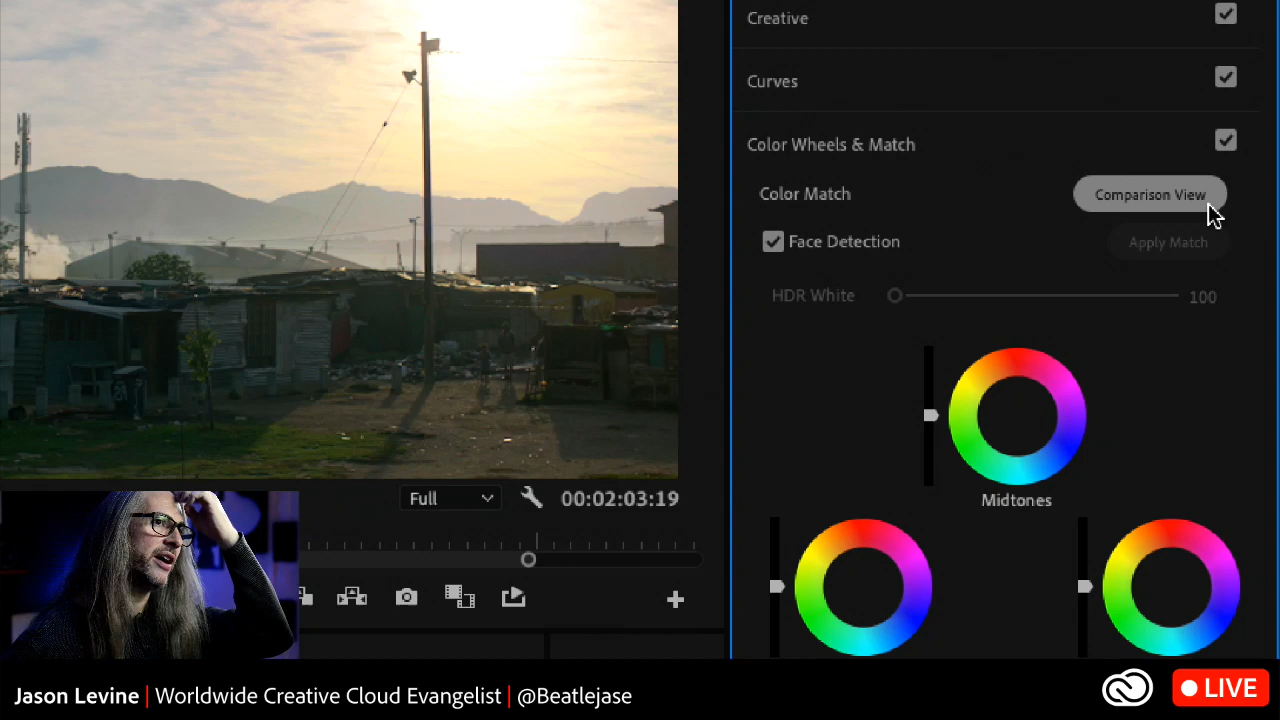 Creative
Curves
Color Wheels & Match
Color Match
Comparison View
Face Detection
Apply Match
HDR White
100
Midtones
Full
00:02:03:19
Jason Levine | Worldwide Creative Cloud Evangelist | @Beatlejase
LIVE